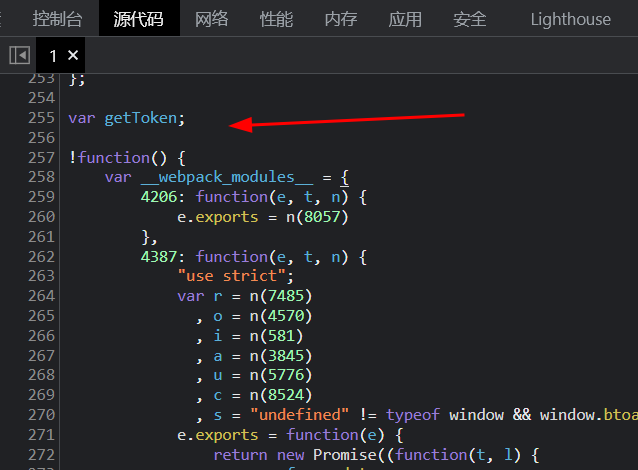 控制台 源代码 网络 性能 内存 应用 安全 Lighthouse
1 ×
253 };
254
255 var getToken;
256
257 !function() {
258 var __webpack_modules__ = {
259 4206: function(e, t, n) {
260 e.exports = n(8057)
261 },
262 4387: function(e, t, n) {
263 "use strict";
264 var r = n(7485)
265 , o = n(4570)
266 , i = n(581)
267 , a = n(3845)
268 , u = n(5776)
269 , c = n(8524)
270 , s = "undefined" != typeof window && window.btoa
271 e.exports = function(e) {
272 return new Promise((function(t, l) {